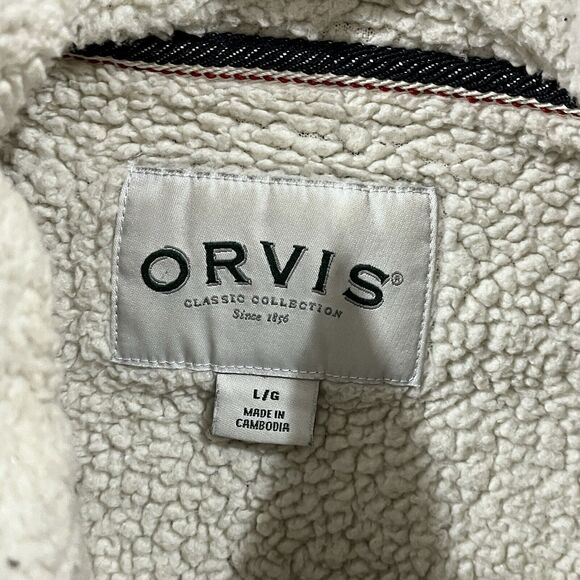 ORVIS®
CLASSIC COLLECTION
Since 1856
L/G
MADE IN
CAMBODIA